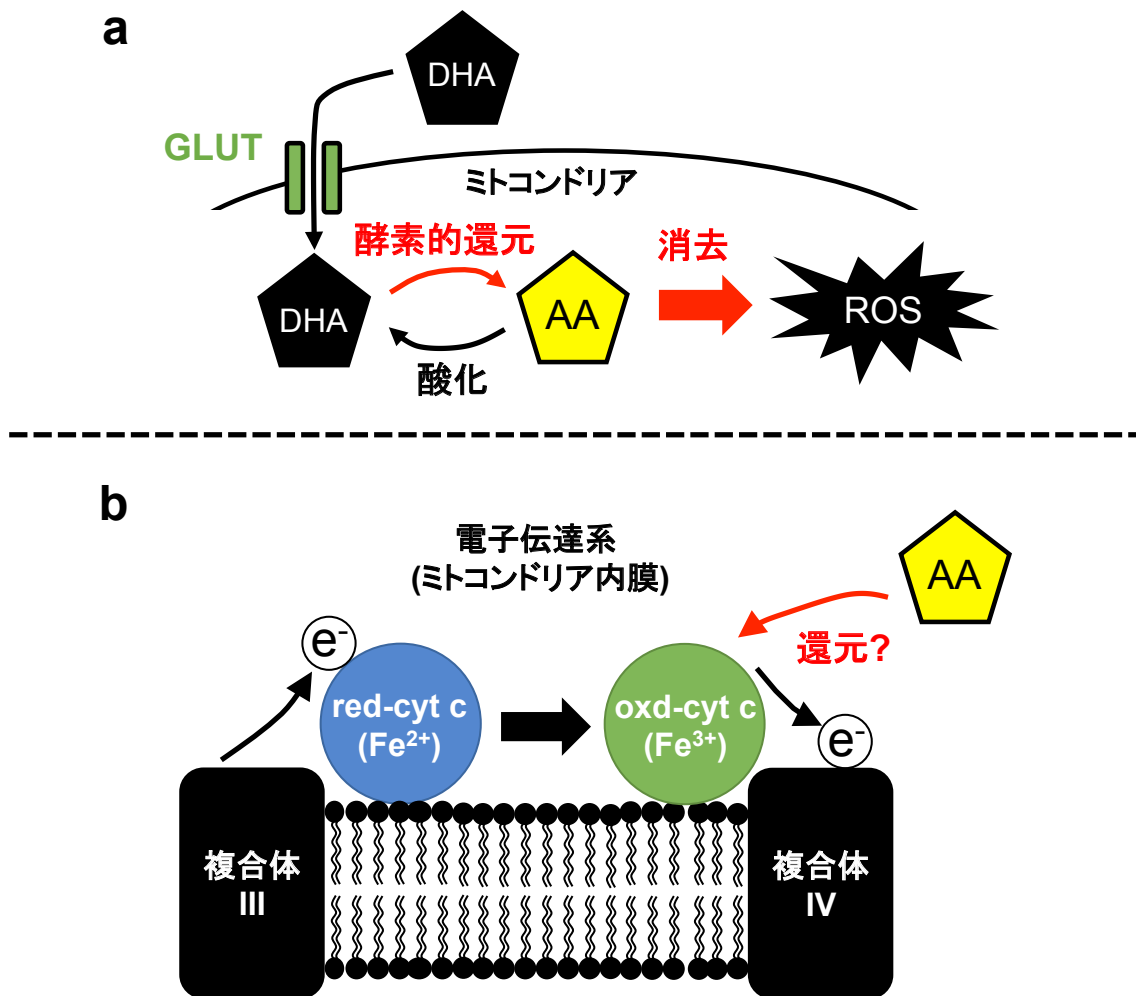 a
DHA
GLUT
ミトコンドリア
酵素的還元
消去
DHA
AA
ROS
酸化
b
電子伝達系
(ミトコンドリア内膜)
AA
e⁻
還元?
red-cyt c
(Fe²⁺)
oxd-cyt c
(Fe³⁺)
e⁻
複合体
III
複合体
IV